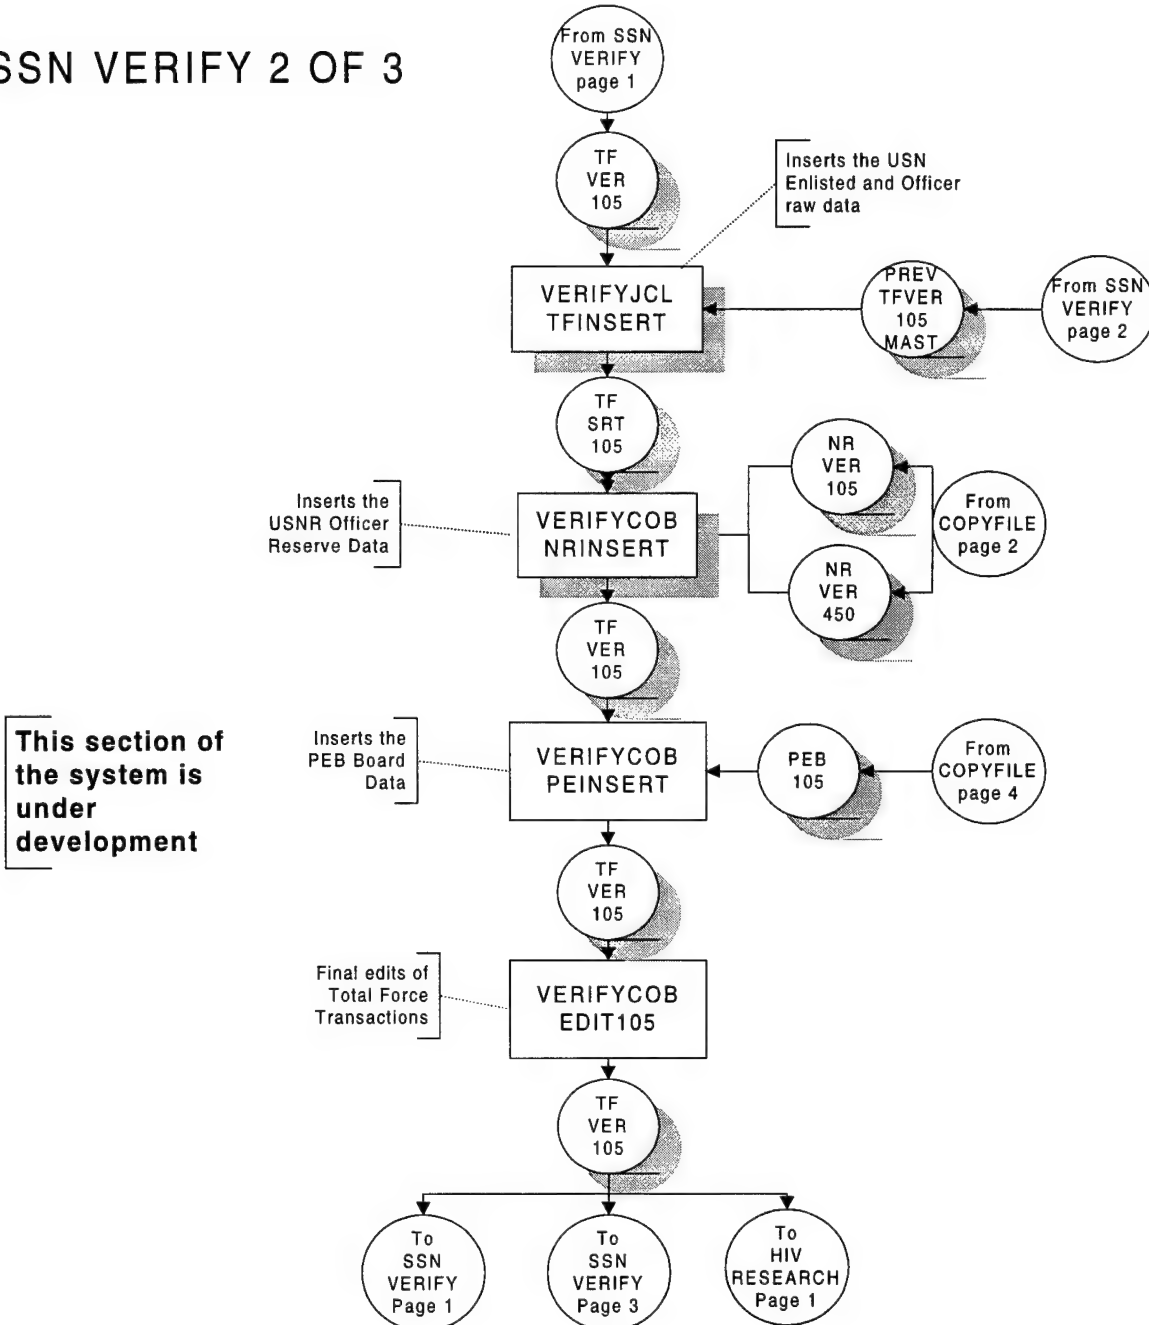 SSN VERIFY 2 OF 3
From SSN
VERIFY
page 1
TF
VER
105
Inserts the USN
Enlisted and Officer
raw data
VERIFYJCL
TFINSERT
PREV
TFVER
105
MAST
From SSN
VERIFY
page 2
TF
SRT
105
NR
VER
105
Inserts the
USNR Officer
Reserve Data
VERIFYCOB
NRINSERT
From
COPYFILE
page 2
NR
VER
450
TF
VER
105
This section of
the system is
under
development
Inserts the
PEB Board
Data
VERIFYCOB
PEINSERT
PEB
105
From
COPYFILE
page 4
TF
VER
105
Final edits of
Total Force
Transactions
VERIFYCOB
EDIT105
TF
VER
105
To
SSN
VERIFY
Page 1
To
SSN
VERIFY
Page 3
To
HIV
RESEARCH
Page 1